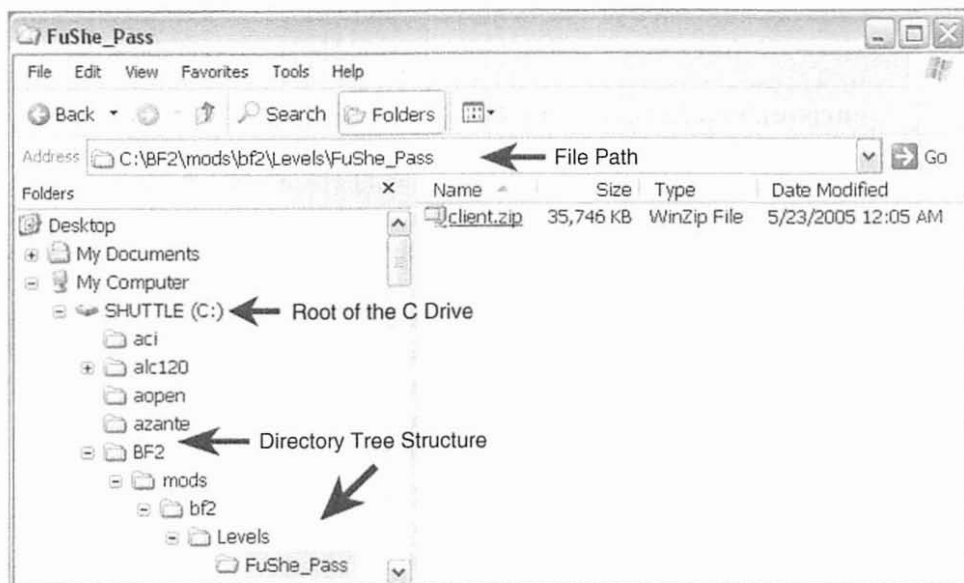 FuShe_Pass
File Edit View Favorites Tools Help
Back Search Folders
Address C:\BF2\mods\bf2\Levels\FuShe_Pass File Path Go
Folders
Name Size Type Date Modified
client.zip 35,746 KB WinZip File 5/23/2005 12:05 AM
Desktop
My Documents
My Computer
SHUTTLE (C:) Root of the C Drive
aci
alc120
aopen
azante
BF2 Directory Tree Structure
mods
bf2
Levels
FuShe_Pass